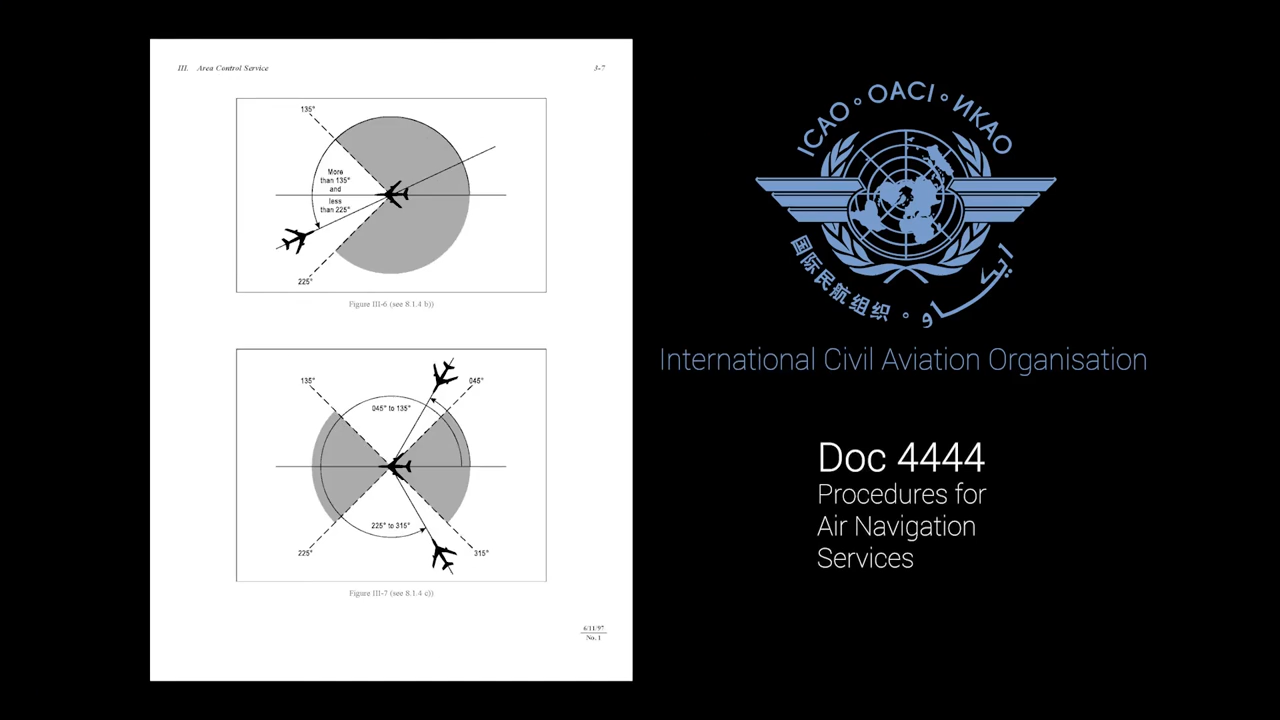 III. Area Control Service
3-7
135°
More
than 135°
and
less
than 225°
225°
Figure III-6 (see 8.1.4 b))
135°
045°
045° to 135°
225° to 315°
225°
315°
Figure III-7 (see 8.1.4 c))
6/11/97
No. 1
ICAO ° OACI ° ИКАО
国际民航组织 ° ايكاو
International Civil Aviation Organisation
Doc 4444
Procedures for
Air Navigation
Services